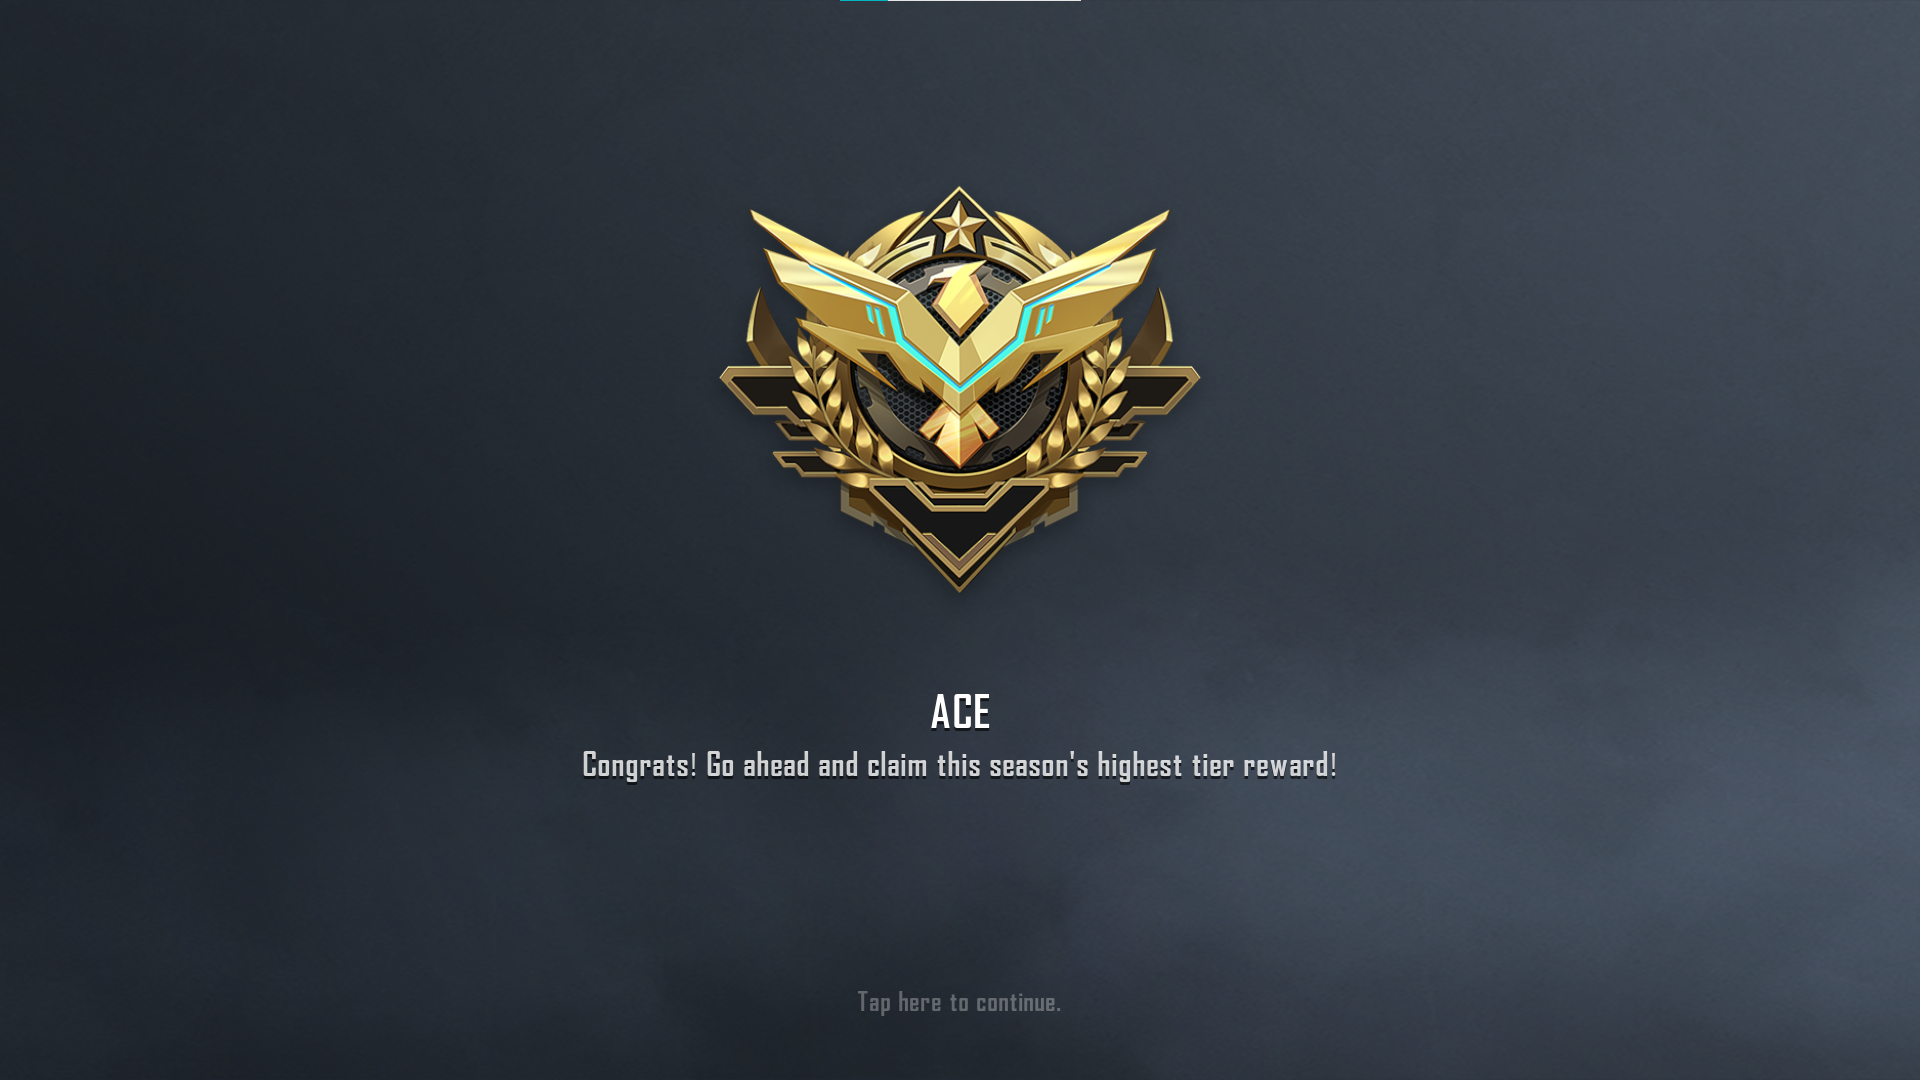 ACE
Congrats! Go ahead and claim this season's highest tier reward!
Tap here to continue.